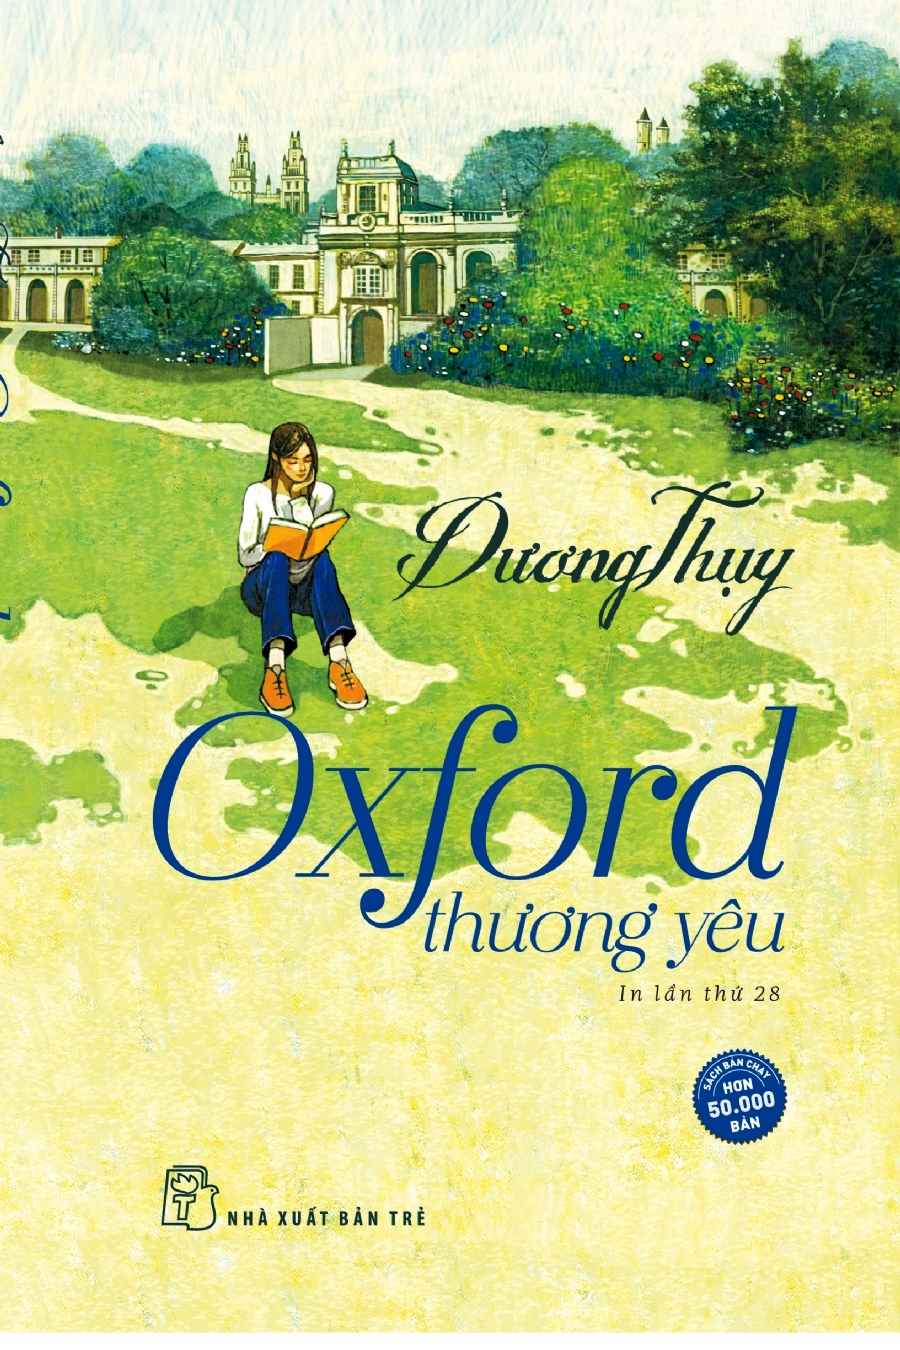 Dương Thụy
Oxford
thương yêu
In lần thứ 28
SÁCH BÁN CHẠY
HƠN
50.000
BẢN
T
NHÀ XUẤT BẢN TRẺ